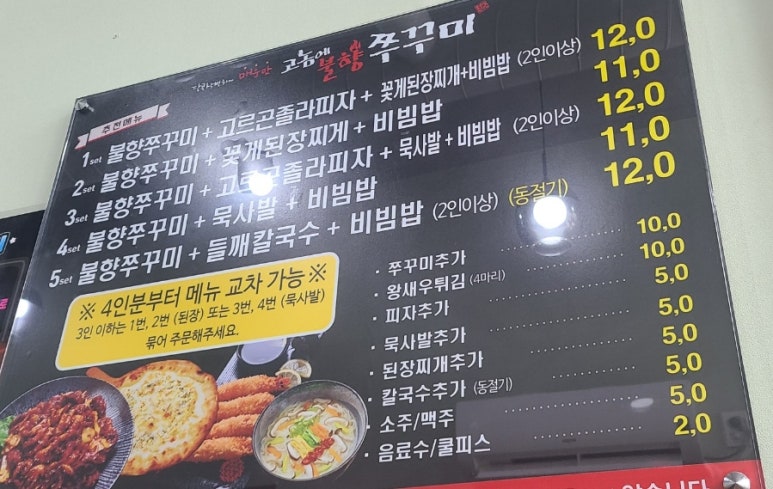 매콤한 고놈에 불향 쭈꾸미
추천메뉴
1set 불향쭈꾸미 + 고르곤졸라피자 + 꽃게된장찌개+비빔밥 (2인이상) 12,0
2set 불향쭈꾸미 + 꽃게된장찌게 + 비빔밥 11,0
3set 불향쭈꾸미 + 고르곤졸라피자 + 묵사발 + 비빔밥 (2인이상) 12,0
4set 불향쭈꾸미 + 묵사발 + 비빔밥 11,0
5set 불향쭈꾸미 + 들깨칼국수 + 비빔밥 (2인이상) (동절기) 12,0
※ 4인분부터 메뉴 교차 가능 ※
3인 이하는 1번, 2번 (된장) 또는 3번, 4번 (묵사발)
묶어 주문해주세요.
· 쭈꾸미추가 10,0
· 왕새우튀김 (4마리) 10,0
· 피자추가 5,0
· 묵사발추가 5,0
· 된장찌개추가 5,0
· 칼국수추가 (동절기) 5,0
· 소주/맥주 5,0
· 음료수/쿨피스 2,0